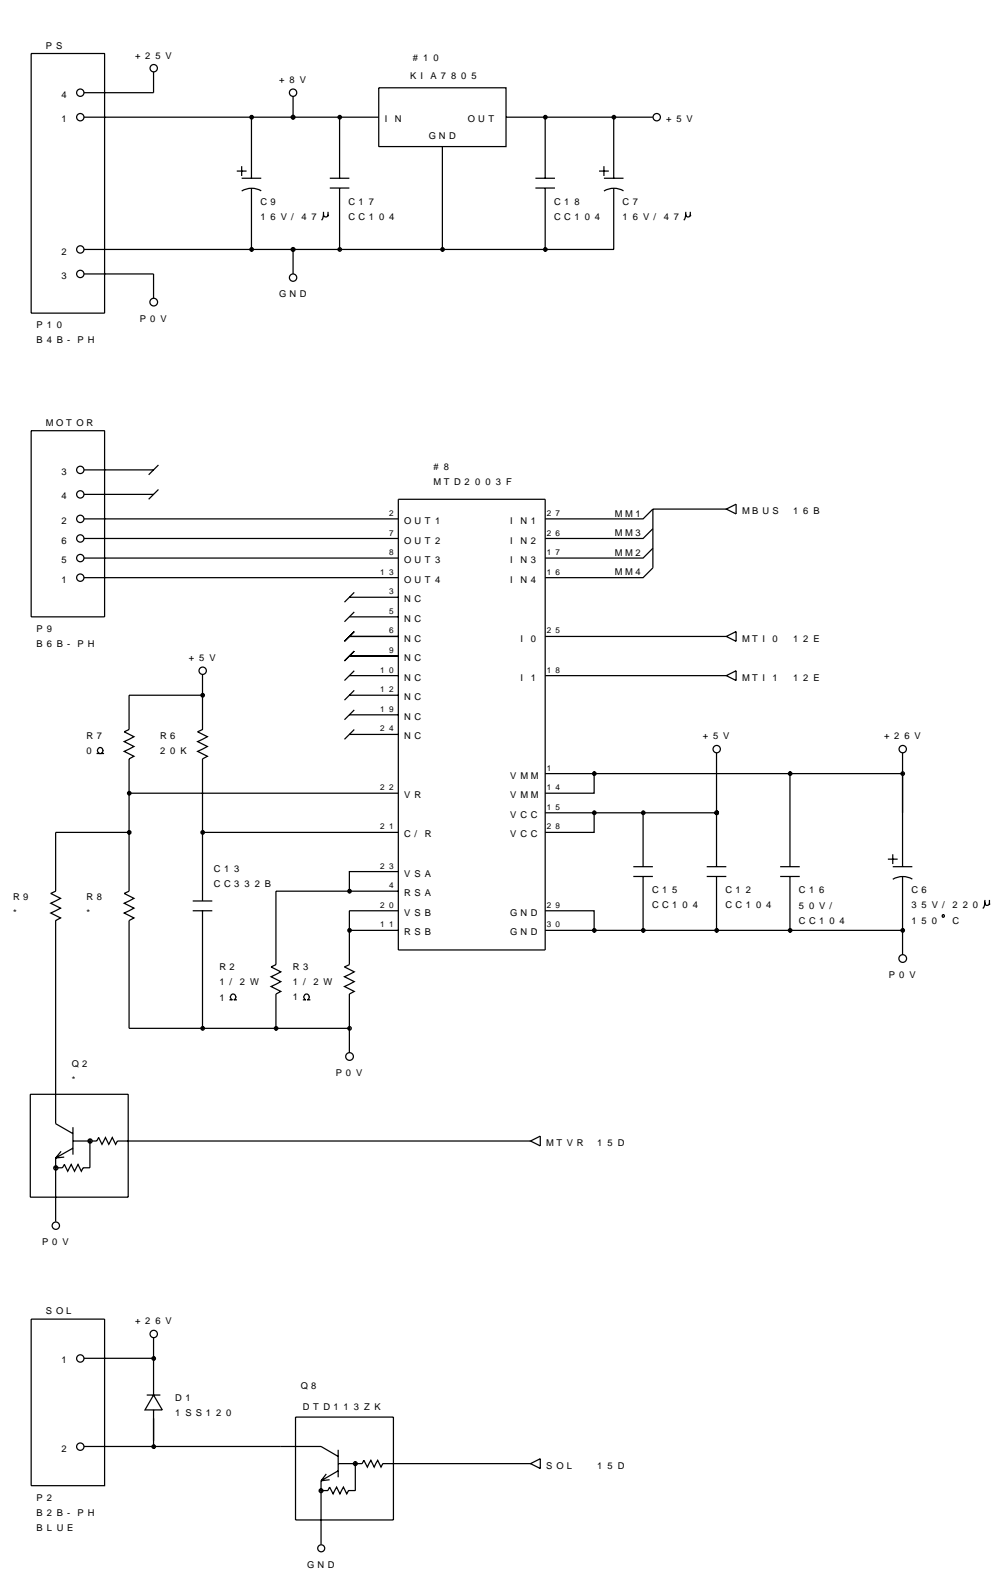 PS
+25V
4
1
2
3
P0V
P10
B4B-PH
+8V
#10
KIA7805
IN
OUT
GND
+5V
+
C9
16V/47μ
C17
CC104
C18
CC104
+
C7
16V/47μ
GND
MOTOR
3
4
2
6
5
1
P9
B6B-PH
#8
MTD2003F
2 OUT1
7 OUT2
8 OUT3
13 OUT4
3 NC
5 NC
6 NC
9 NC
10 NC
12 NC
19 NC
24 NC
22 VR
21 C/R
23 VSA
4 RSA
20 VSB
11 RSB
IN1 27 MM1
IN2 26 MM3
IN3 17 MM2
IN4 16 MM4
MBUS 16B
I0 25
MTI0 12E
I1 18
MTI1 12E
VMM 1
VMM 14
VCC 15
VCC 28
GND 29
GND 30
+5V
+26V
C15
CC104
C12
CC104
C16
50V/
CC104
+
C6
35V/220μ
150°C
P0V
+5V
R7
0Ω
R6
20K
C13
CC332B
R9
*
R8
*
R2
1/2W
1Ω
R3
1/2W
1Ω
P0V
Q2
*
MTVR 15D
P0V
SOL
+26V
1
2
D1
1SS120
P2
B2B-PH
BLUE
Q8
DTD113ZK
SOL 15D
GND